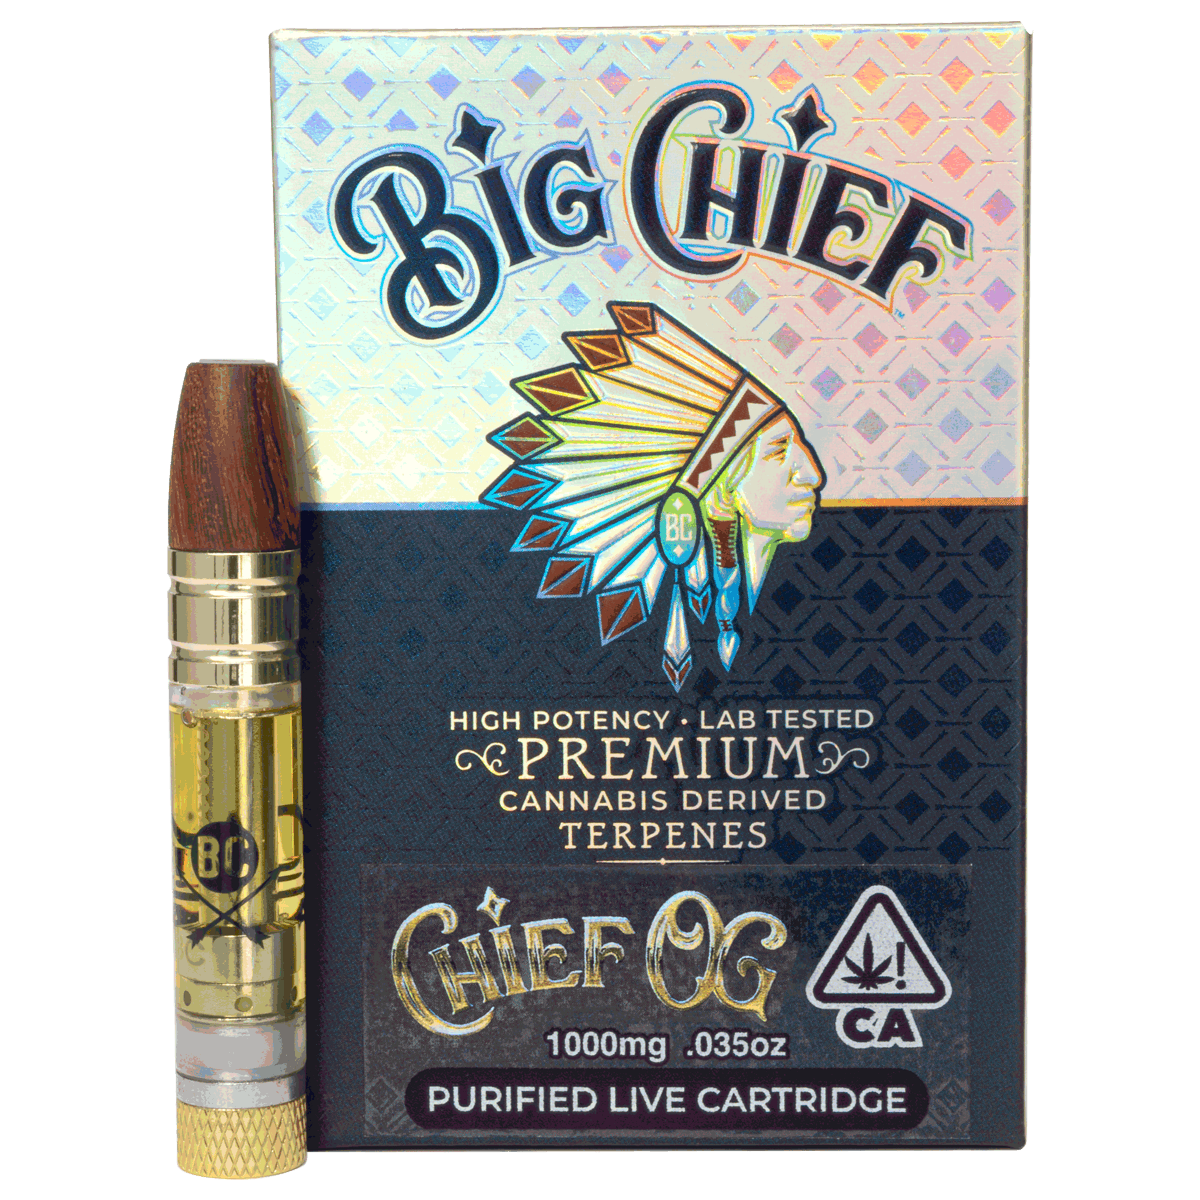 BIG CHIEF
™
BC
HIGH POTENCY • LAB TESTED
PREMIUM
CANNABIS DERIVED
TERPENES
BC
CHIEF OG
!
CA
1000mg .035oz
PURIFIED LIVE CARTRIDGE